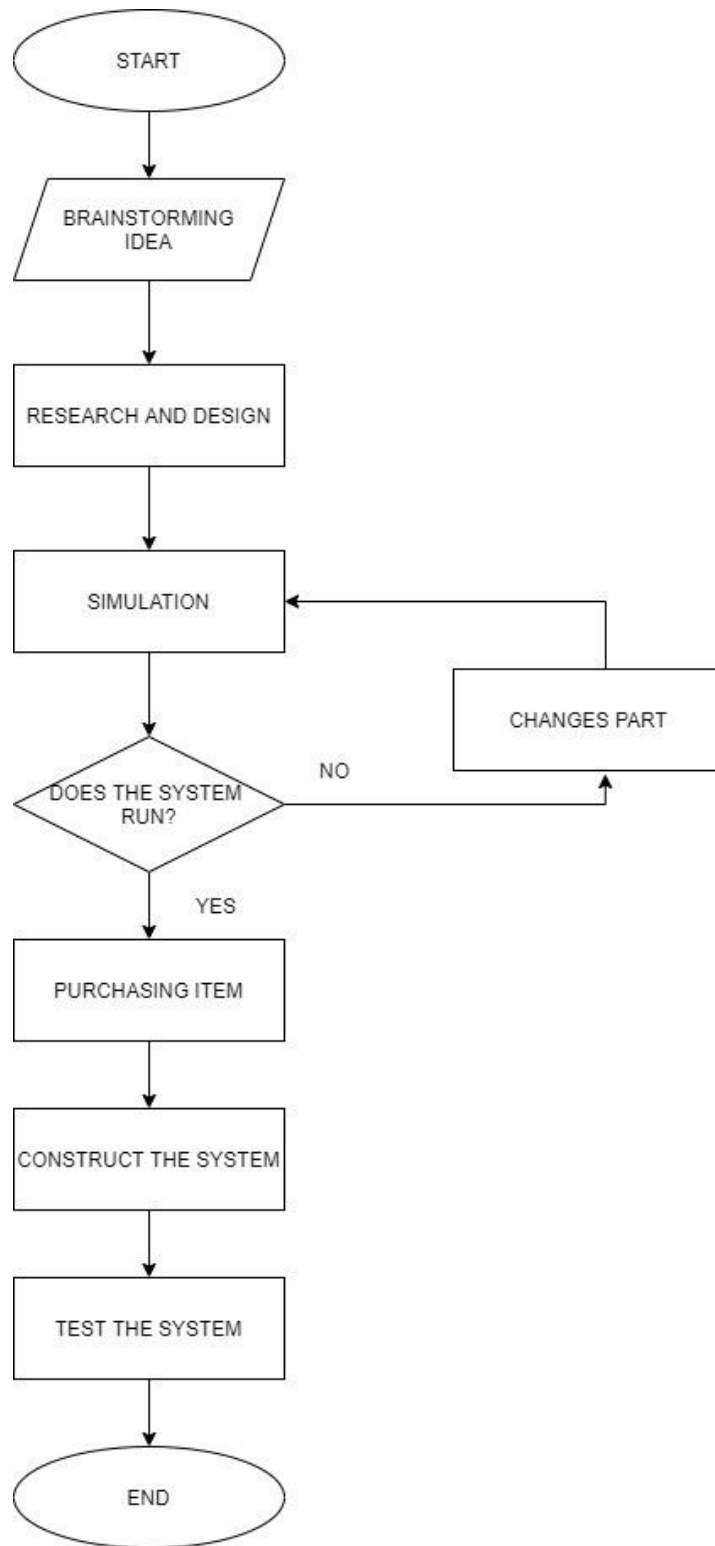 START
BRAINSTORMING
IDEA
RESEARCH AND DESIGN
SIMULATION
CHANGES PART
DOES THE SYSTEM
RUN?
NO
YES
PURCHASING ITEM
CONSTRUCT THE SYSTEM
TEST THE SYSTEM
END